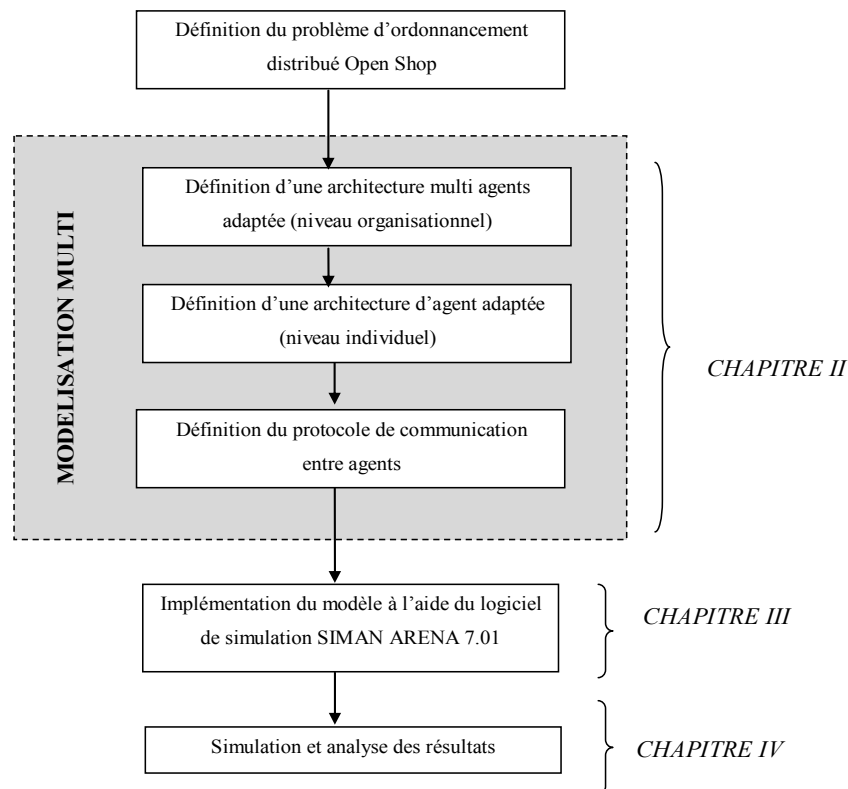 Définition du problème d’ordonnancement
distribué Open Shop
MODELISATION MULTI
Définition d’une architecture multi agents
adaptée (niveau organisationnel)
Définition d’une architecture d’agent adaptée
(niveau individuel)
Définition du protocole de communication
entre agents
CHAPITRE II
Implémentation du modèle à l’aide du logiciel
de simulation SIMAN ARENA 7.01
CHAPITRE III
Simulation et analyse des résultats
CHAPITRE IV